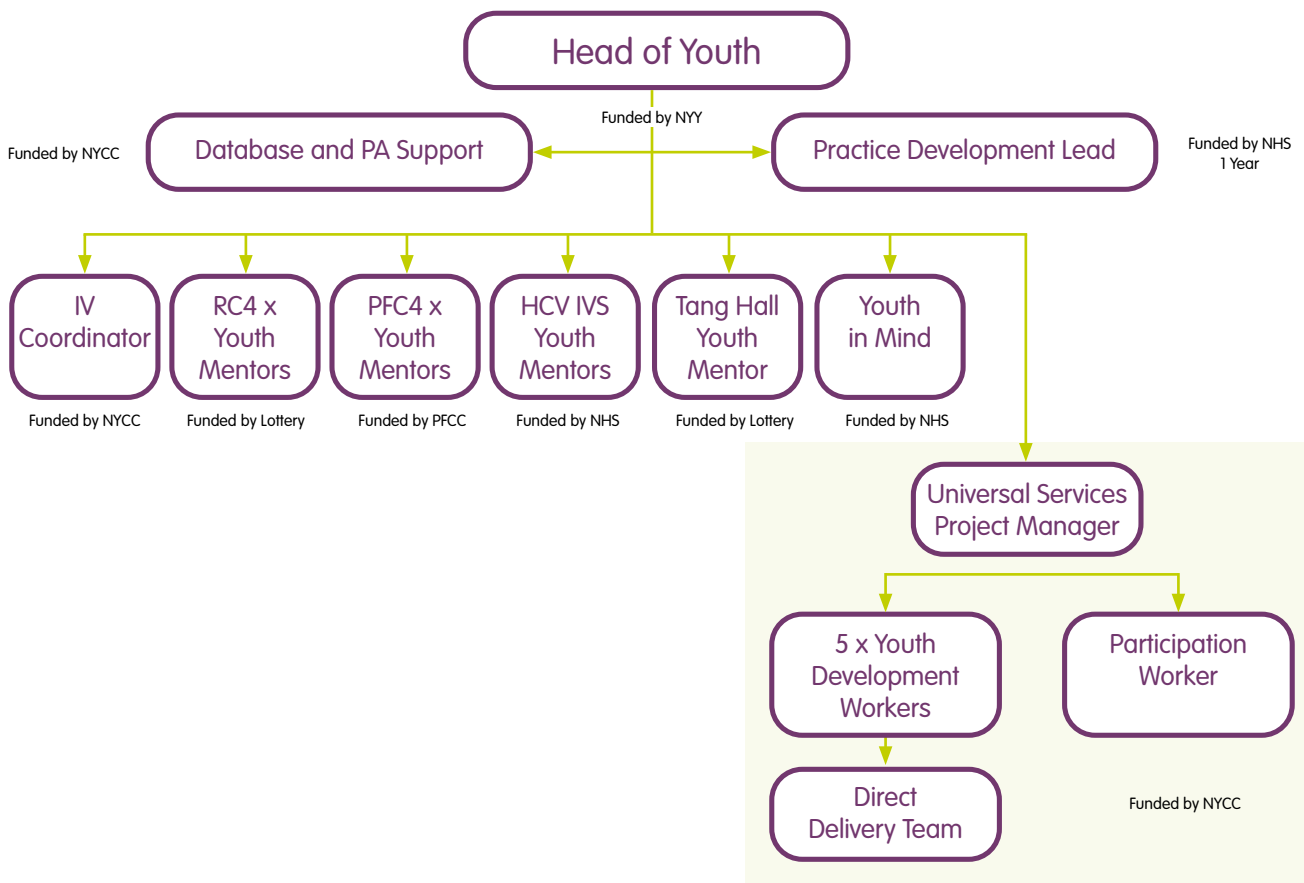 Head of Youth
Funded by NYY
Funded by NYCC
Database and PA Support
Practice Development Lead
Funded by NHS
1 Year
IV
Coordinator
Funded by NYCC
RC4 x
Youth
Mentors
Funded by Lottery
PFC4 x
Youth
Mentors
Funded by PFCC
HCV IVS
Youth
Mentors
Funded by NHS
Tang Hall
Youth
Mentor
Funded by Lottery
Youth
in Mind
Funded by NHS
Universal Services
Project Manager
5 x Youth
Development
Workers
Participation
Worker
Direct
Delivery Team
Funded by NYCC